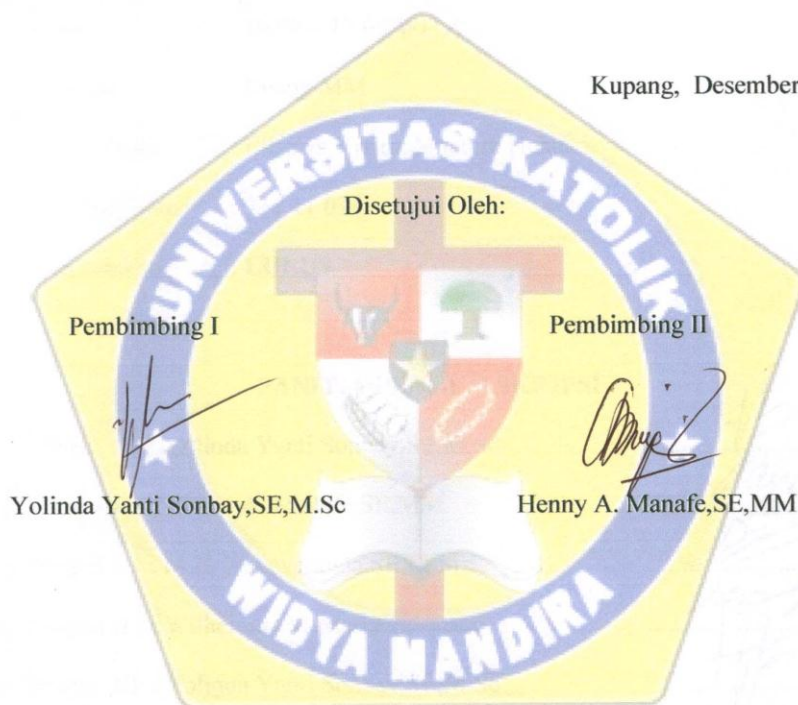 Kupang, Desember
UNIVERSITAS KATOLIK
Disetujui Oleh:
Pembimbing I Pembimbing II
Yolinda Yanti Sonbay,SE,M.Sc Henny A. Manafe,SE,MM
WIDYA MANDIRA